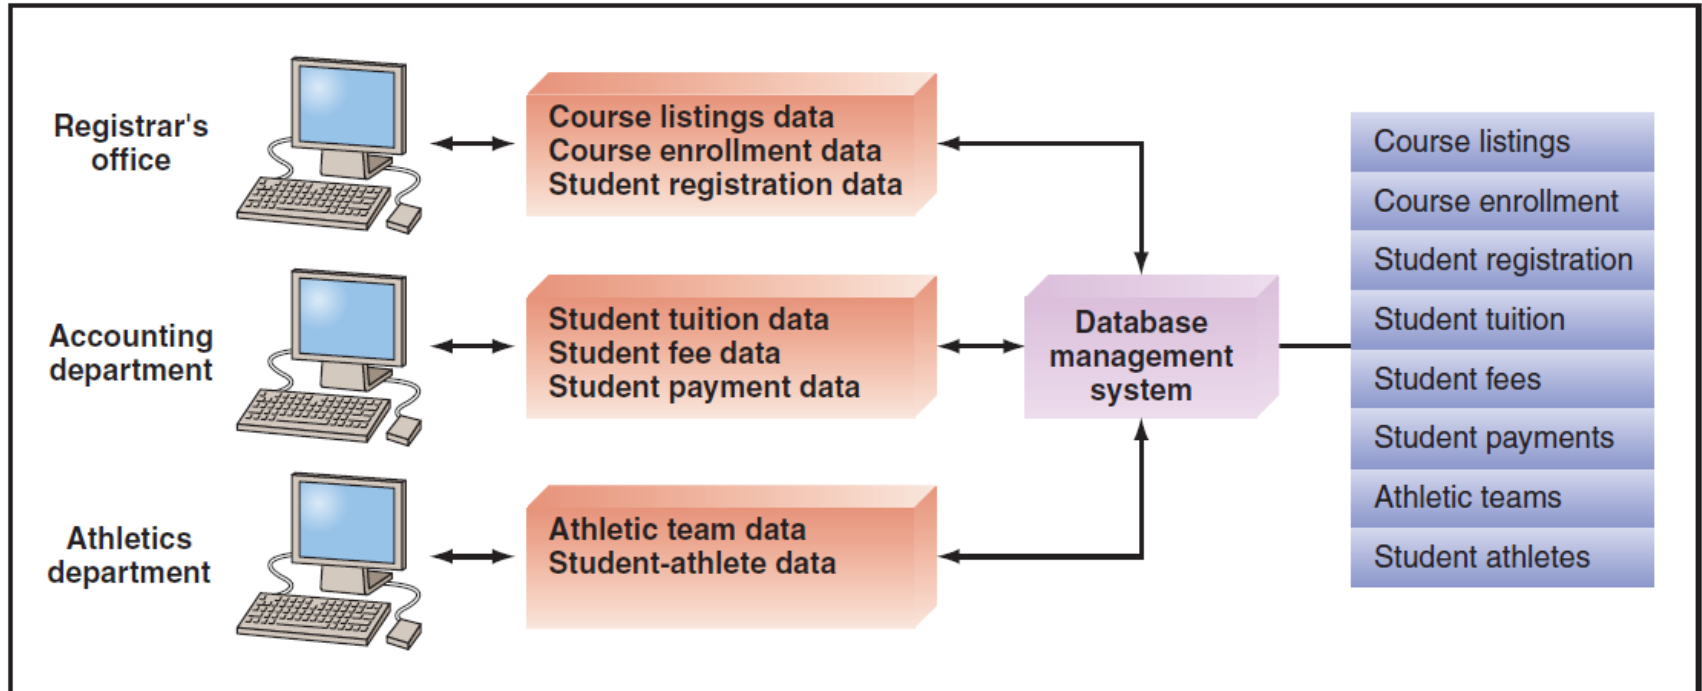 Registrar's
office
Course listings data
Course enrollment data
Student registration data
Accounting
department
Student tuition data
Student fee data
Student payment data
Athletics
department
Athletic team data
Student-athlete data
Database
management
system
Course listings
Course enrollment
Student registration
Student tuition
Student fees
Student payments
Athletic teams
Student athletes